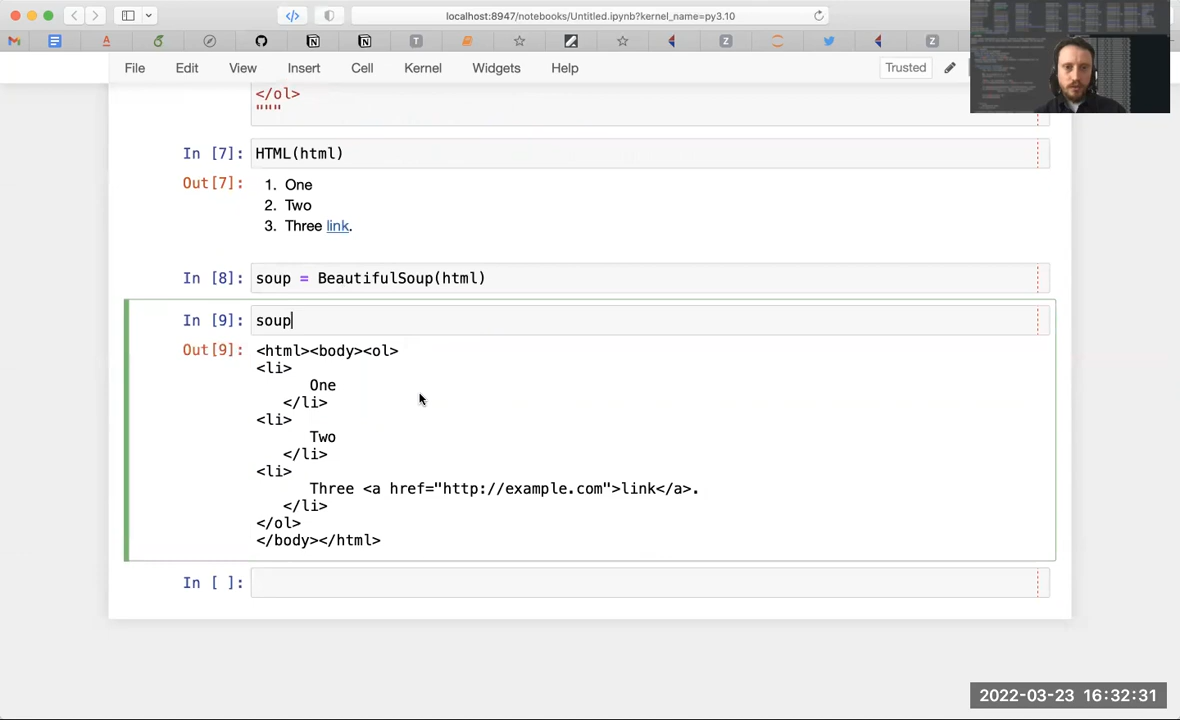 localhost:8947/notebooks/Untitled.ipynb?kernel_name=py3.10
File Edit View Insert Cell Kernel Widgets Help Trusted
</ol>
"""
In [7]: HTML(html)
Out[7]: 1. One
2. Two
3. Three link.
In [8]: soup = BeautifulSoup(html)
In [9]: soup
Out[9]: <html><body><ol>
<li>
One
</li>
<li>
Two
</li>
<li>
Three <a href="http://example.com">link</a>.
</li>
</ol>
</body></html>
In [ ]:
2022-03-23 16:32:31